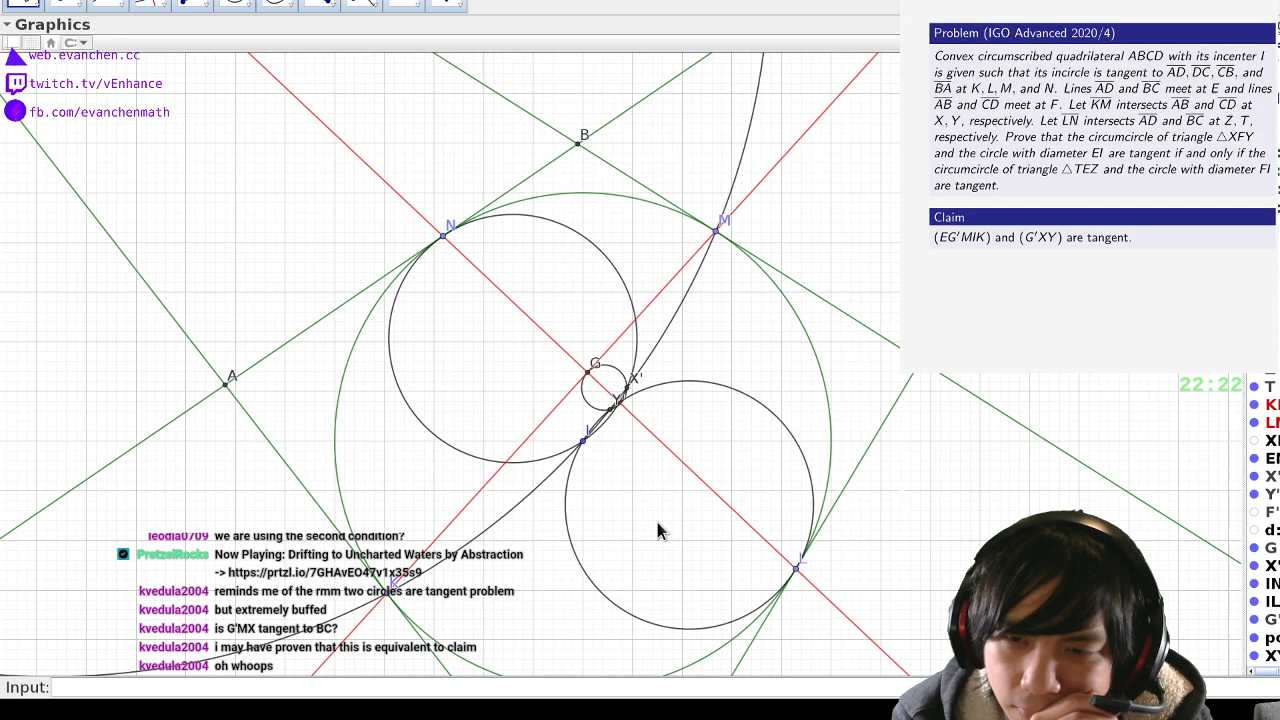 Graphics
web.evanchen.cc
twitch.tv/vEnhance
fb.com/evanchenmath
Problem (IGO Advanced 2020/4)
Convex circumscribed quadrilateral ABCD with its incenter I
is given such that its incircle is tangent to AD, DC, CB, and
BA at K, L, M, and N. Lines AD and BC meet at E and lines
AB and CD meet at F. Let KM intersects AB and CD at
X, Y, respectively. Let LN intersects AD and BC at Z, T,
respectively. Prove that the circumcircle of triangle △XFY
and the circle with diameter EI are tangent if and only if the
circumcircle of triangle △TEZ and the circle with diameter FI
are tangent.
Claim
(EG'MIK) and (G'XY) are tangent.
B
N
M
A
G
X'
I
L
K
22:22
T
leodia0709 we are using the second condition?
PretzelRocks Now Playing: Drifting to Uncharted Waters by Abstraction
-> https://prtzl.io/7GHAvEO47v1x35s9
kvedula2004 reminds me of the rmm two circles are tangent problem
kvedula2004 but extremely buffed
kvedula2004 is G'MX tangent to BC?
kvedula2004 i may have proven that this is equivalent to claim
kvedula2004 oh whoops
Input: